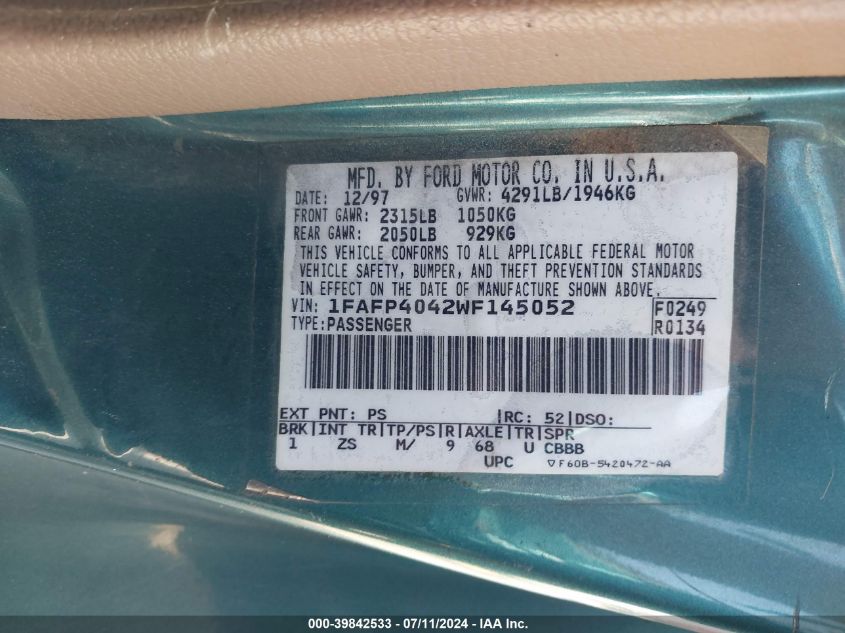 MFD. BY FORD MOTOR CO. IN U.S.A.
DATE: 12/97 GVWR: 4291LB/1946KG
FRONT GAWR: 2315LB 1050KG
REAR GAWR: 2050LB 929KG
THIS VEHICLE CONFORMS TO ALL APPLICABLE FEDERAL MOTOR
VEHICLE SAFETY, BUMPER, AND THEFT PREVENTION STANDARDS
IN EFFECT ON THE DATE OF MANUFACTURE SHOWN ABOVE.
VIN: 1FAFP4042WF145052 F0249
TYPE: PASSENGER R0134
EXT PNT: PS |RC: 52|DSO:
BRK|INT TR|TP/PS|R|AXLE|TR|SPR
1 ZS M/ 9 68 U CBBB
UPC ▽F60B-5420472-AA
000-39842533 - 07/11/2024 - IAA Inc.